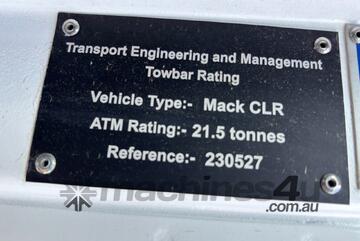 Transport Engineering and Management
Towbar Rating
Vehicle Type:- Mack CLR
ATM Rating:- 21.5 tonnes
Reference:- 230527
machines4u
.com.au